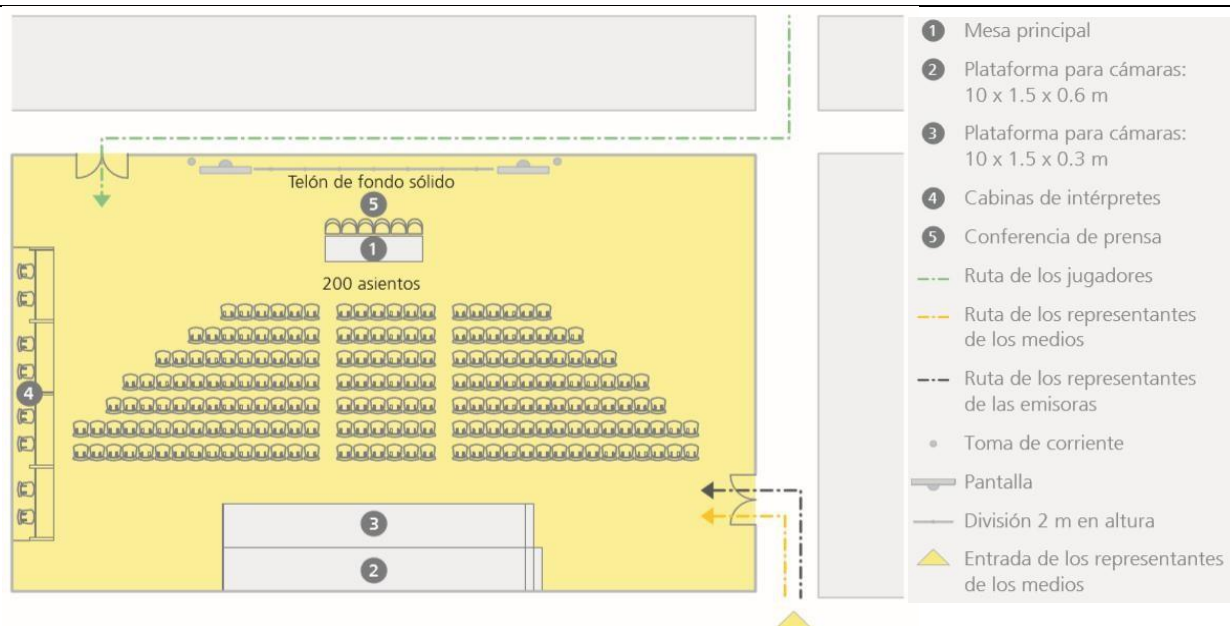 Telón de fondo sólido
5
1
200 asientos
4
3
2
1 Mesa principal
2 Plataforma para cámaras:
10 x 1.5 x 0.6 m
3 Plataforma para cámaras:
10 x 1.5 x 0.3 m
4 Cabinas de intérpretes
5 Conferencia de prensa
Ruta de los jugadores
Ruta de los representantes
de los medios
Ruta de los representantes
de las emisoras
Toma de corriente
Pantalla
División 2 m en altura
Entrada de los representantes
de los medios